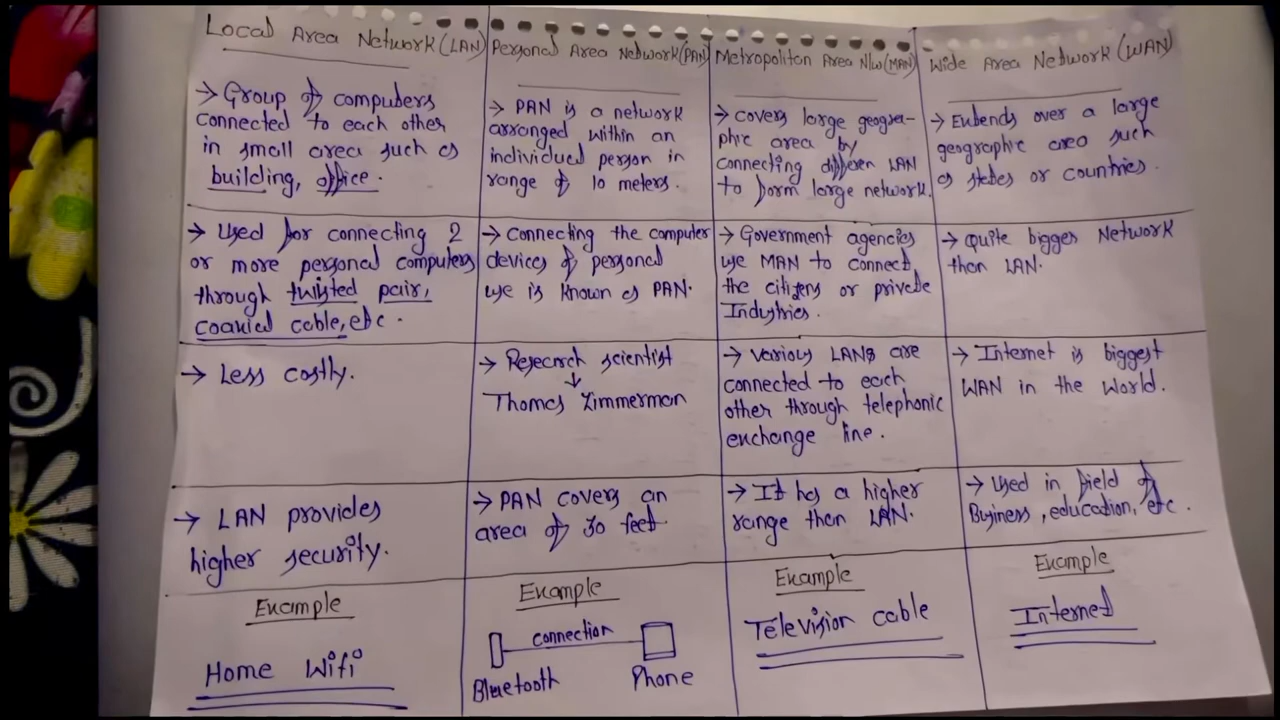 Local Area Network (LAN)
→ Group of computers
connected to each other
in small area such as
building, office.
→ Used for connecting 2
or more personal computers
through twisted pair,
coaxial cable, etc.
→ Less costly.
→ LAN provides
higher security.
Example
Home Wifi
Personal Area Network (PAN)
→ PAN is a network
arranged within an
individual person in
range of 10 meters.
→ Connecting the computer
devices of personal
use is known as PAN.
→ Research scientist
↓
Thomas Zimmerman
→ PAN covers an
area of 30 feet.
Example
connection
Bluetooth Phone
Metropolitan Area N/w (MAN)
→ covers large geogra-
phic area by
connecting differen LAN
to form large network.
→ Government agencies
use MAN to connect
the citizens or private
Industries.
→ Various LANs are
connected to each
other through telephonic
exchange line.
→ It has a higher
range than LAN.
Example
Television cable
Wide Area Network (WAN)
→ Extends over a large
geographic area such
as states or countries.
→ Quite bigger Network
than LAN.
→ Internet is biggest
WAN in the World.
→ Used in field of
Business, education, etc.
Example
Internet